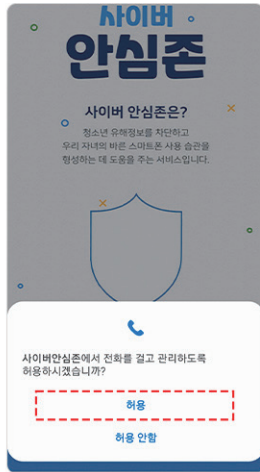 사이버
안심존
사이버 안심존은?
청소년 유해정보를 차단하고
우리 자녀의 바른 스마트폰 사용 습관을
형성하는 데 도움을 주는 서비스입니다.
사이버안심존에서 전화를 걸고 관리하도록
허용하시겠습니까?
허용
허용 안함